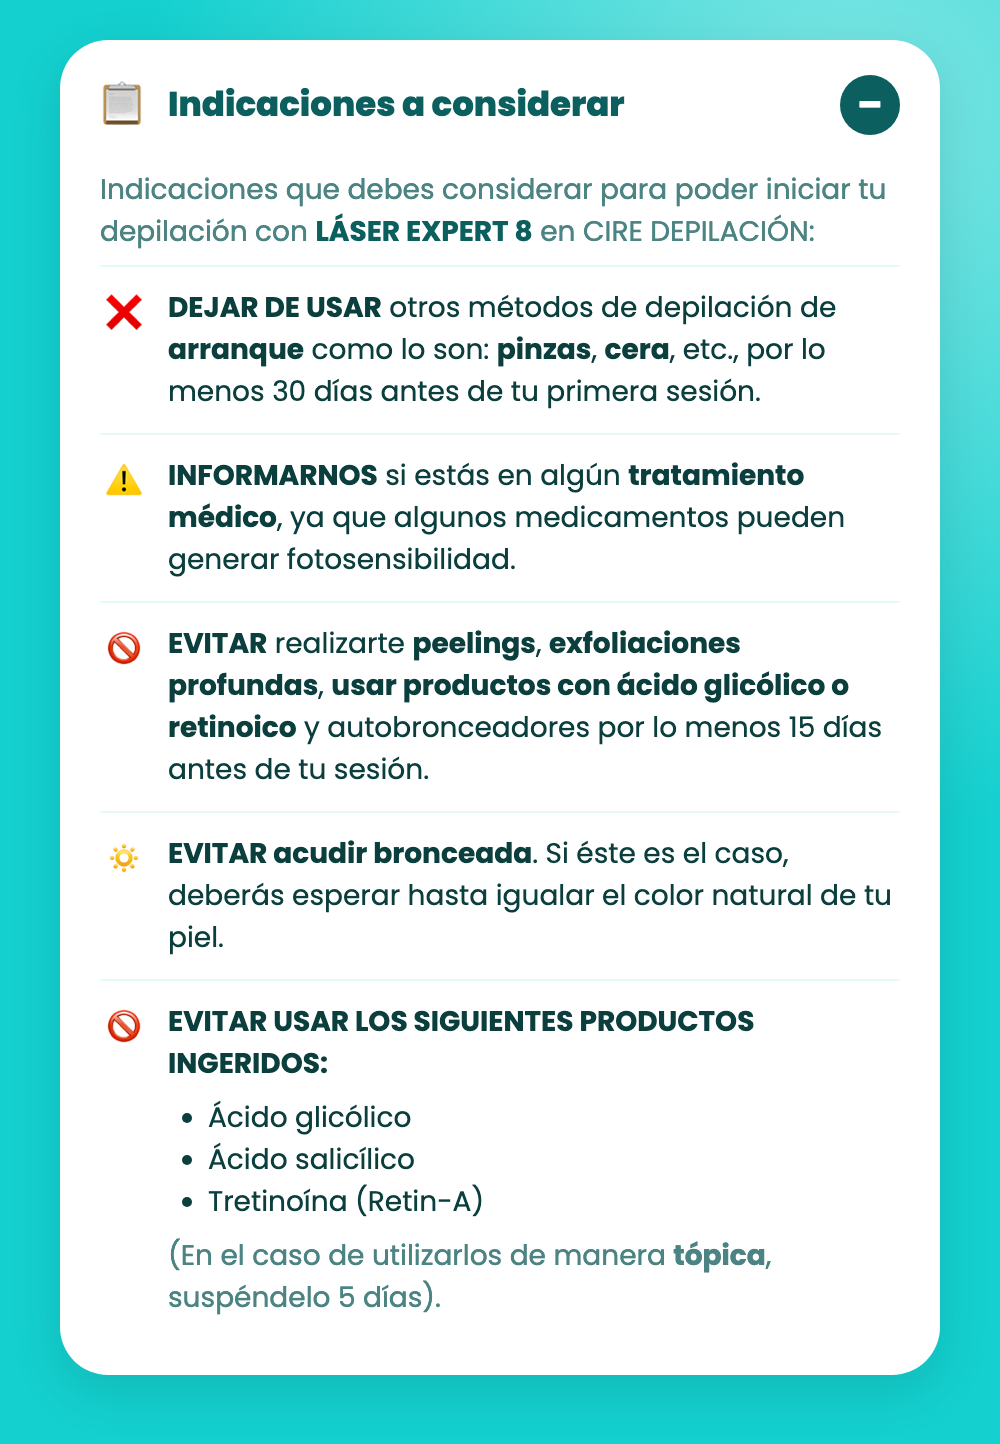 Indicaciones a considerar
Indicaciones que debes considerar para poder iniciar tu
depilación con LÁSER EXPERT 8 en CIRE DEPILACIÓN:
DEJAR DE USAR otros métodos de depilación de
arranque como lo son: pinzas, cera, etc., por lo
menos 30 días antes de tu primera sesión.
INFORMARNOS si estás en algún tratamiento
médico, ya que algunos medicamentos pueden
generar fotosensibilidad.
EVITAR realizarte peelings, exfoliaciones
profundas, usar productos con ácido glicólico o
retinoico y autobronceadores por lo menos 15 días
antes de tu sesión.
EVITAR acudir bronceada. Si éste es el caso,
deberás esperar hasta igualar el color natural de tu
piel.
EVITAR USAR LOS SIGUIENTES PRODUCTOS
INGERIDOS:
• Ácido glicólico
• Ácido salicílico
• Tretinoína (Retin-A)
(En el caso de utilizarlos de manera tópica,
suspéndelo 5 días).